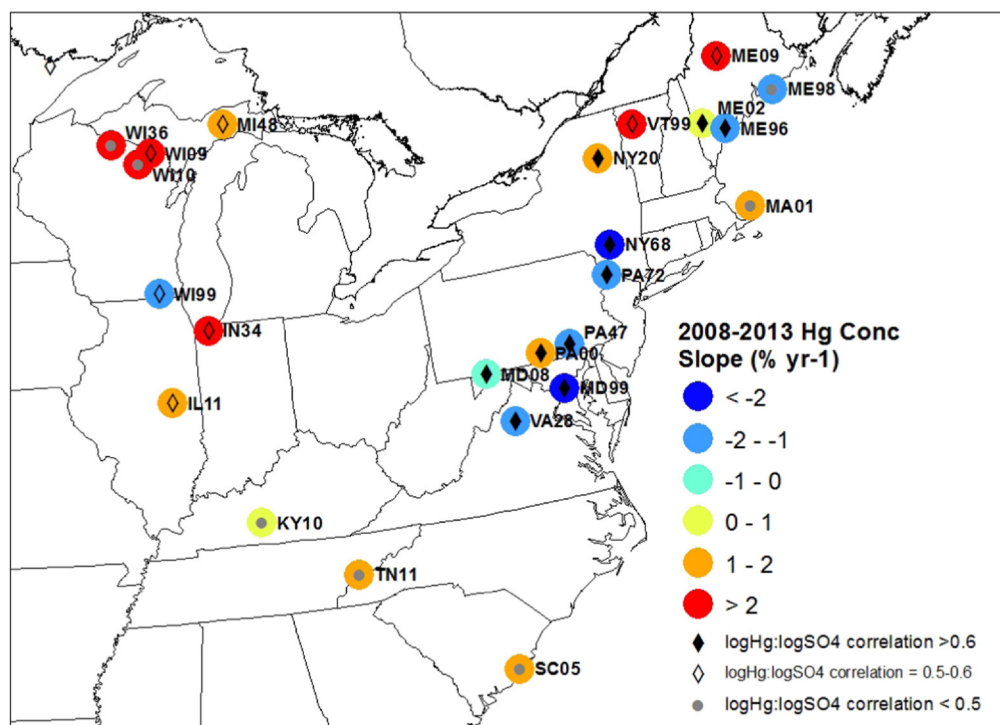 ME09
ME98
ME02
VT99
ME96
WI36
MI48
WI09
WI10
NY20
MA01
NY68
PA72
WI99
IN34
PA47
PA00
MD08
MD99
IL11
VA28
KY10
TN11
SC05
2008-2013 Hg Conc
Slope (% yr-1)
< -2
-2 - -1
-1 - 0
0 - 1
1 - 2
> 2
logHg:logSO4 correlation >0.6
logHg:logSO4 correlation = 0.5-0.6
logHg:logSO4 correlation < 0.5